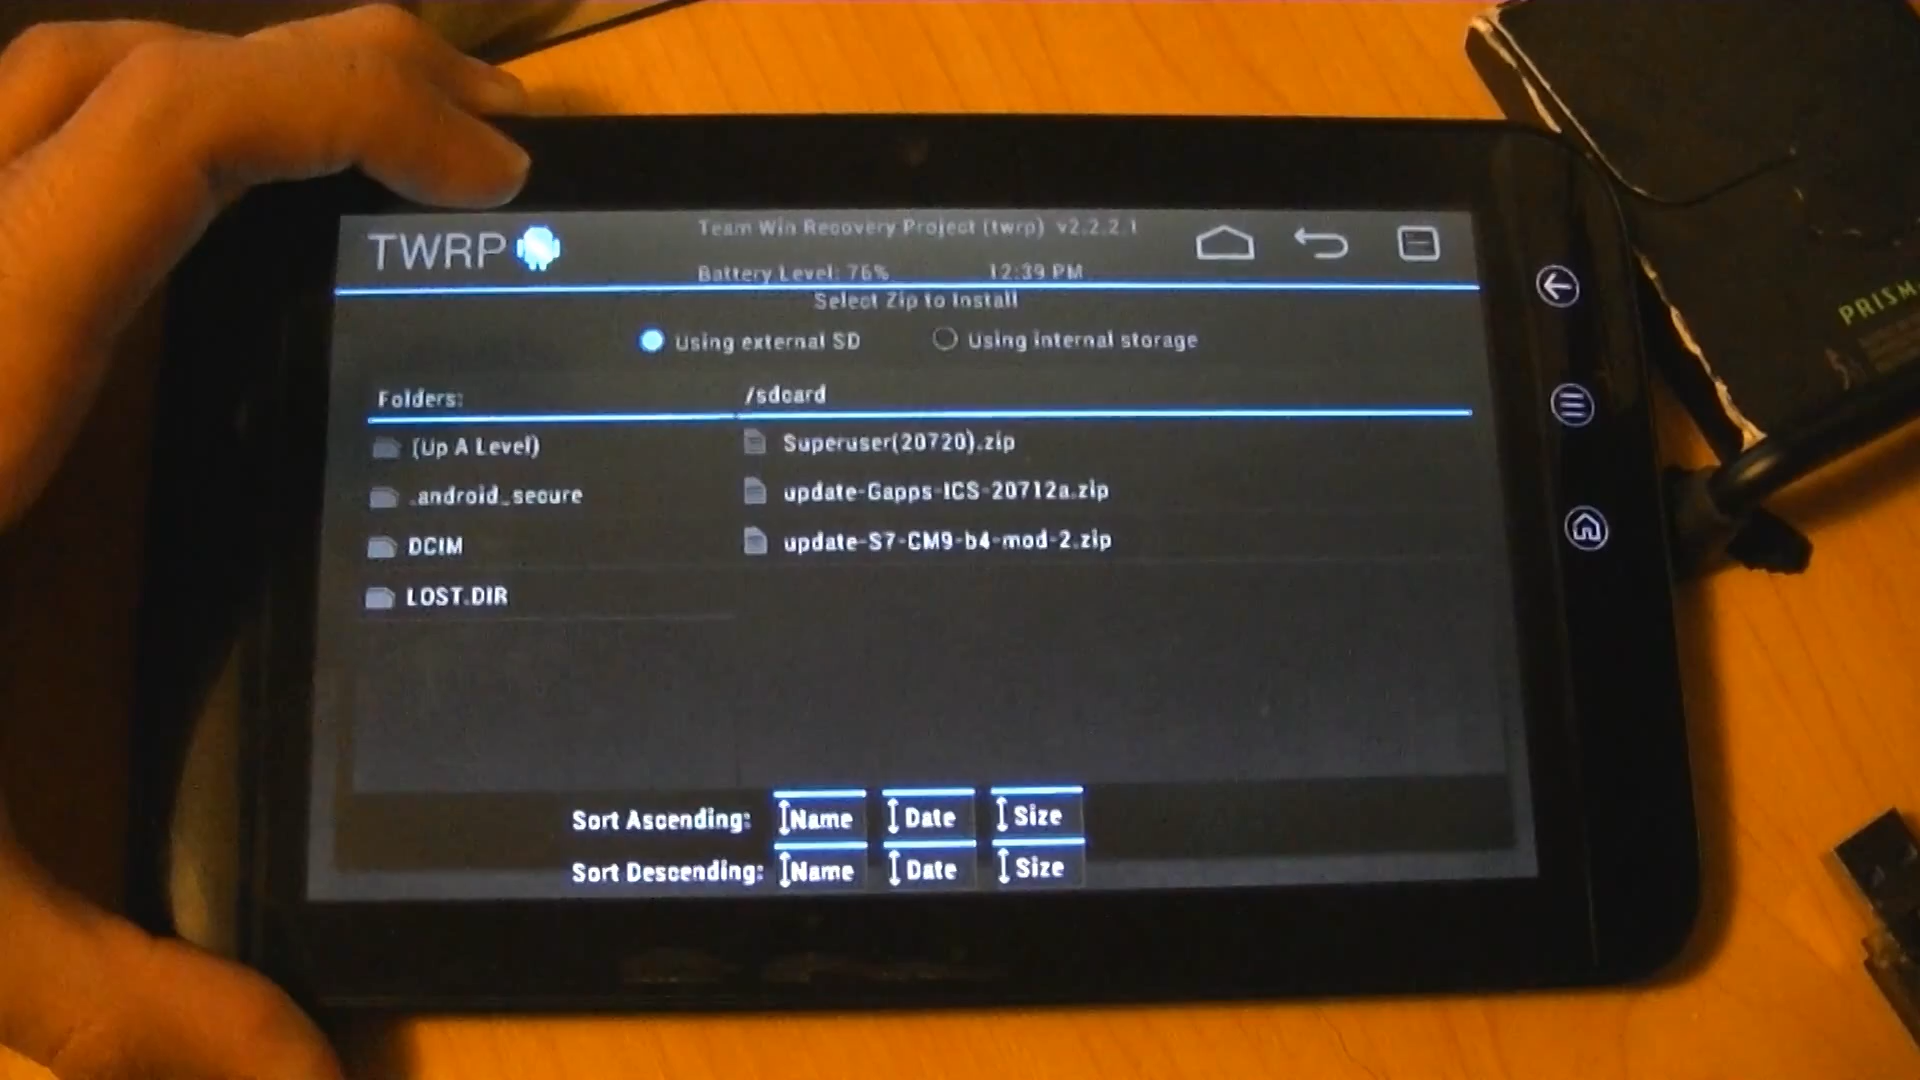 TWRP
Team Win Recovery Project (twrp) v2.2.2.1
Battery Level: 76% 12:39 PM
Select Zip to Install
Using external SD Using internal storage
Folders: /sdcard
(Up A Level) Superuser(20720).zip
.android_secure update-Gapps-ICS-20712a.zip
DCIM update-S7-CM9-b4-mod-2.zip
LOST.DIR
Sort Ascending: Name Date Size
Sort Descending: Name Date Size
PRISM